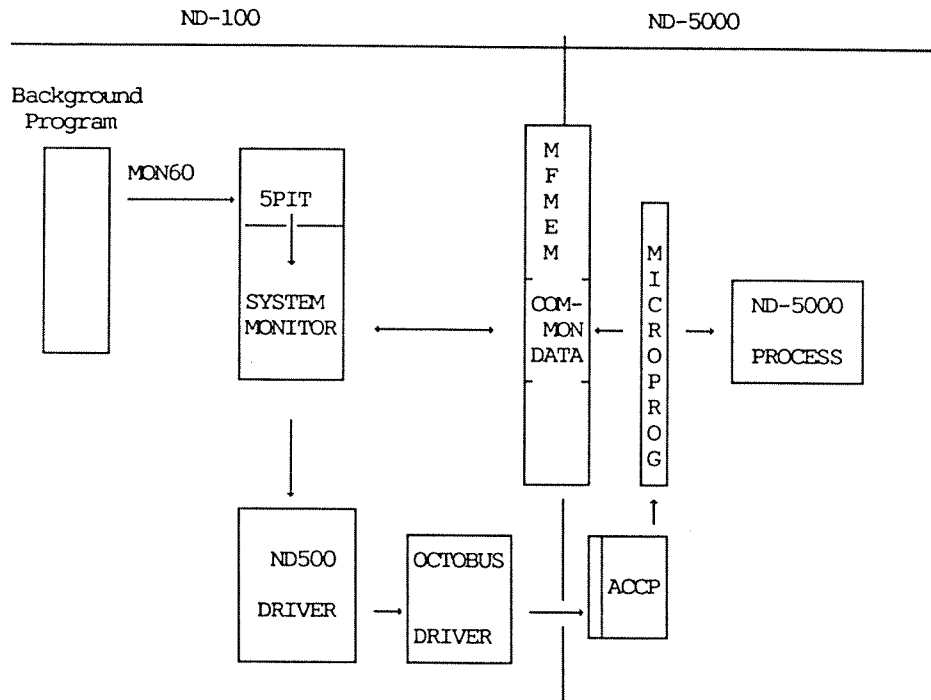 ND-100
ND-5000
Background
Program
MON60
5PIT
SYSTEM
MONITOR
M
F
M
E
M
COM-
MON
DATA
M
I
C
R
O
P
R
O
G
ND-5000
PROCESS
ND500
DRIVER
OCTOBUS
DRIVER
ACCP